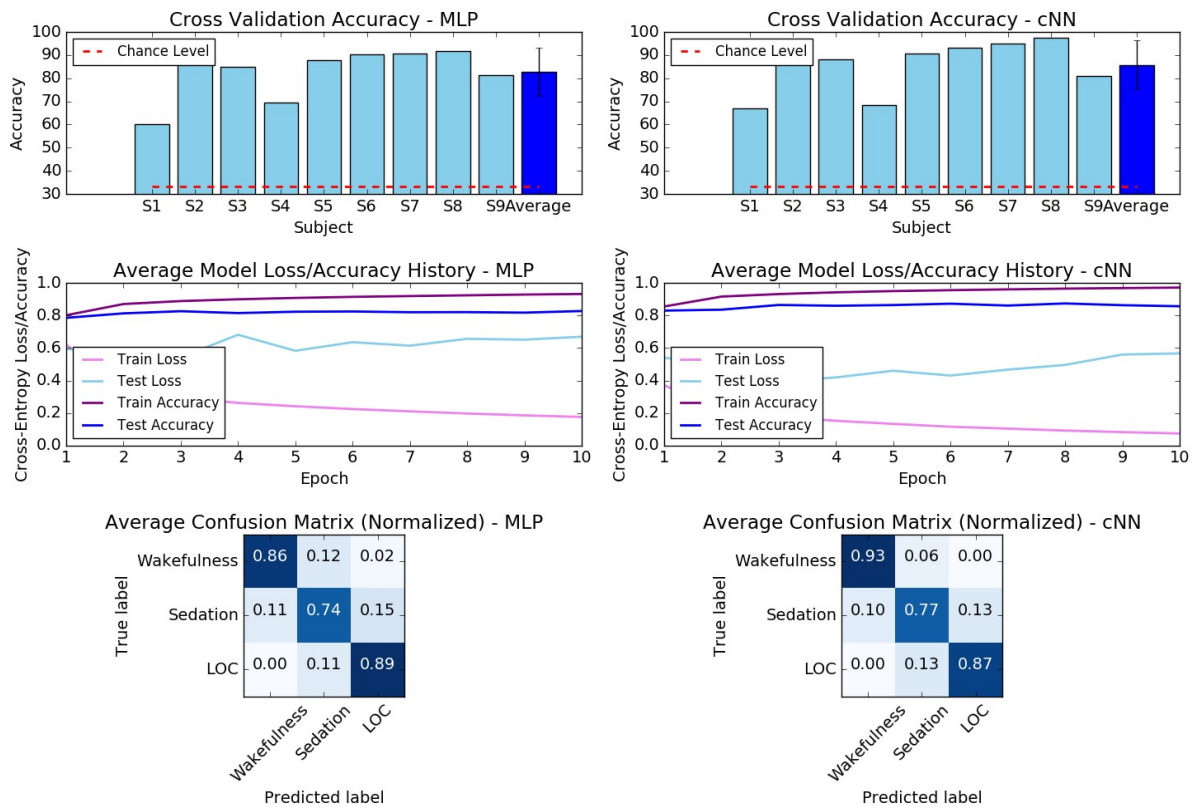 Cross Validation Accuracy - MLP
100
90
80
70
60
50
40
30
Accuracy
Chance Level
S1 S2 S3 S4 S5 S6 S7 S8 S9Average
Subject
Cross Validation Accuracy - cNN
100
90
80
70
60
50
40
30
Accuracy
Chance Level
S1 S2 S3 S4 S5 S6 S7 S8 S9Average
Subject
Average Model Loss/Accuracy History - MLP
1.0
0.8
0.6
0.4
0.2
0.0
Cross-Entropy Loss/Accuracy
Train Loss
Test Loss
Train Accuracy
Test Accuracy
1 2 3 4 5 6 7 8 9 10
Epoch
Average Model Loss/Accuracy History - cNN
1.0
0.8
0.6
0.4
0.2
0.0
Cross-Entropy Loss/Accuracy
Train Loss
Test Loss
Train Accuracy
Test Accuracy
1 2 3 4 5 6 7 8 9 10
Epoch
Average Confusion Matrix (Normalized) - MLP
True label
Wakefulness 0.86 0.12 0.02
Sedation 0.11 0.74 0.15
LOC 0.00 0.11 0.89
Wakefulness Sedation LOC
Predicted label
Average Confusion Matrix (Normalized) - cNN
True label
Wakefulness 0.93 0.06 0.00
Sedation 0.10 0.77 0.13
LOC 0.00 0.13 0.87
Wakefulness Sedation LOC
Predicted label